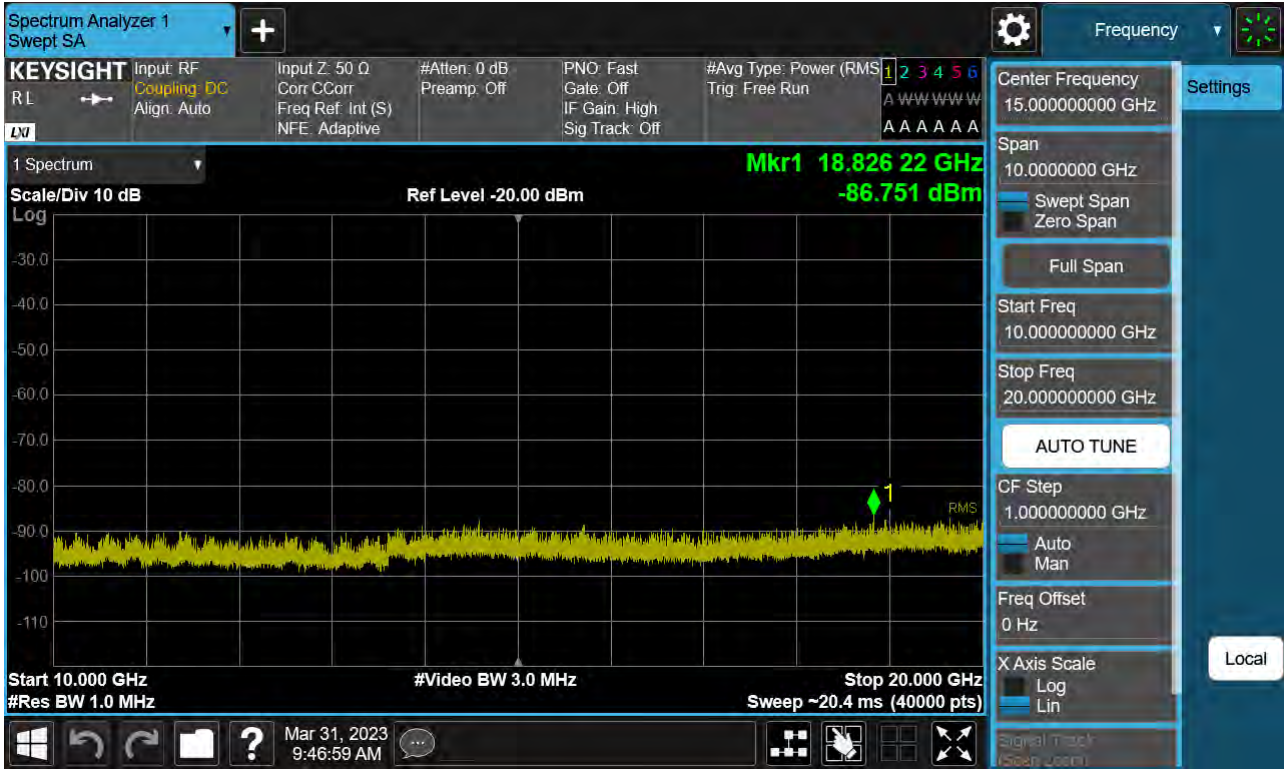 Spectrum Analyzer 1
Swept SA
+
Frequency
KEYSIGHT
RL
LXI
Input: RF
Coupling: DC
Align: Auto
Input Z: 50 Ω
Corr CCorr
Freq Ref: Int (S)
NFE: Adaptive
#Atten: 0 dB
Preamp: Off
PNO: Fast
Gate: Off
IF Gain: High
Sig Track: Off
#Avg Type: Power (RMS
Trig: Free Run
1 2 3 4 5 6
A W W W W W
A A A A A A
1 Spectrum
Scale/Div 10 dB
Log
Ref Level -20.00 dBm
Mkr1 18.826 22 GHz
-86.751 dBm
-30.0
-40.0
-50.0
-60.0
-70.0
-80.0
-90.0
-100
-110
1
RMS
Start 10.000 GHz
#Res BW 1.0 MHz
#Video BW 3.0 MHz
Stop 20.000 GHz
Sweep ~20.4 ms (40000 pts)
Center Frequency
15.000000000 GHz
Span
10.0000000 GHz
Swept Span
Zero Span
Full Span
Start Freq
10.000000000 GHz
Stop Freq
20.000000000 GHz
AUTO TUNE
CF Step
1.000000000 GHz
Auto
Man
Freq Offset
0 Hz
X Axis Scale
Log
Lin
Signal Track
(Span Zoom)
Settings
Local
?
Mar 31, 2023
9:46:59 AM